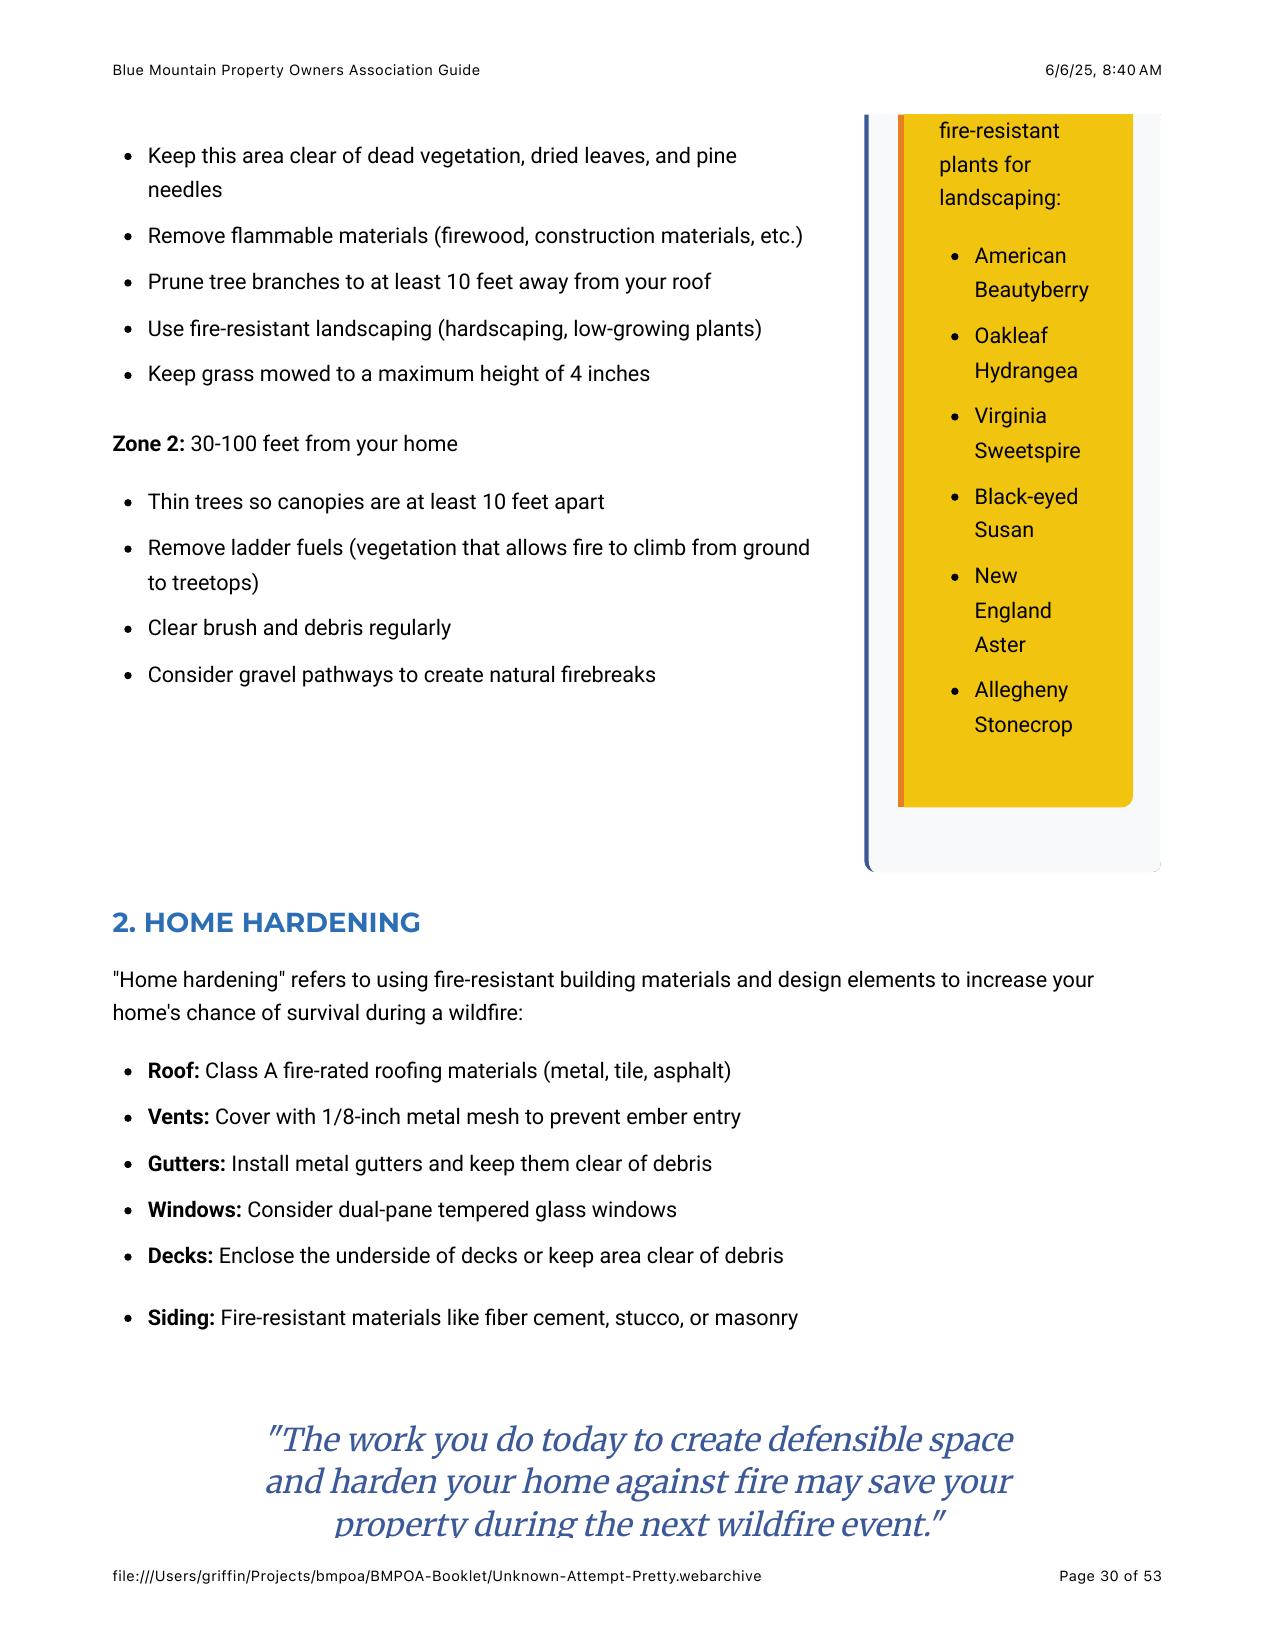 Blue Mountain Property Owners Association Guide
6/6/25, 8:40 AM
• Keep this area clear of dead vegetation, dried leaves, and pine
needles
• Remove flammable materials (firewood, construction materials, etc.)
• Prune tree branches to at least 10 feet away from your roof
• Use fire-resistant landscaping (hardscaping, low-growing plants)
• Keep grass mowed to a maximum height of 4 inches
Zone 2: 30-100 feet from your home
• Thin trees so canopies are at least 10 feet apart
• Remove ladder fuels (vegetation that allows fire to climb from ground
to treetops)
• Clear brush and debris regularly
• Consider gravel pathways to create natural firebreaks
fire-resistant
plants for
landscaping:
• American
Beautyberry
• Oakleaf
Hydrangea
• Virginia
Sweetspire
• Black-eyed
Susan
• New
England
Aster
• Allegheny
Stonecrop
2. HOME HARDENING
"Home hardening" refers to using fire-resistant building materials and design elements to increase your
home's chance of survival during a wildfire:
• Roof: Class A fire-rated roofing materials (metal, tile, asphalt)
• Vents: Cover with 1/8-inch metal mesh to prevent ember entry
• Gutters: Install metal gutters and keep them clear of debris
• Windows: Consider dual-pane tempered glass windows
• Decks: Enclose the underside of decks or keep area clear of debris
• Siding: Fire-resistant materials like fiber cement, stucco, or masonry
"The work you do today to create defensible space
and harden your home against fire may save your
property during the next wildfire event."
file:///Users/griffin/Projects/bmpoa/BMPOA-Booklet/Unknown-Attempt-Pretty.webarchive
Page 30 of 53